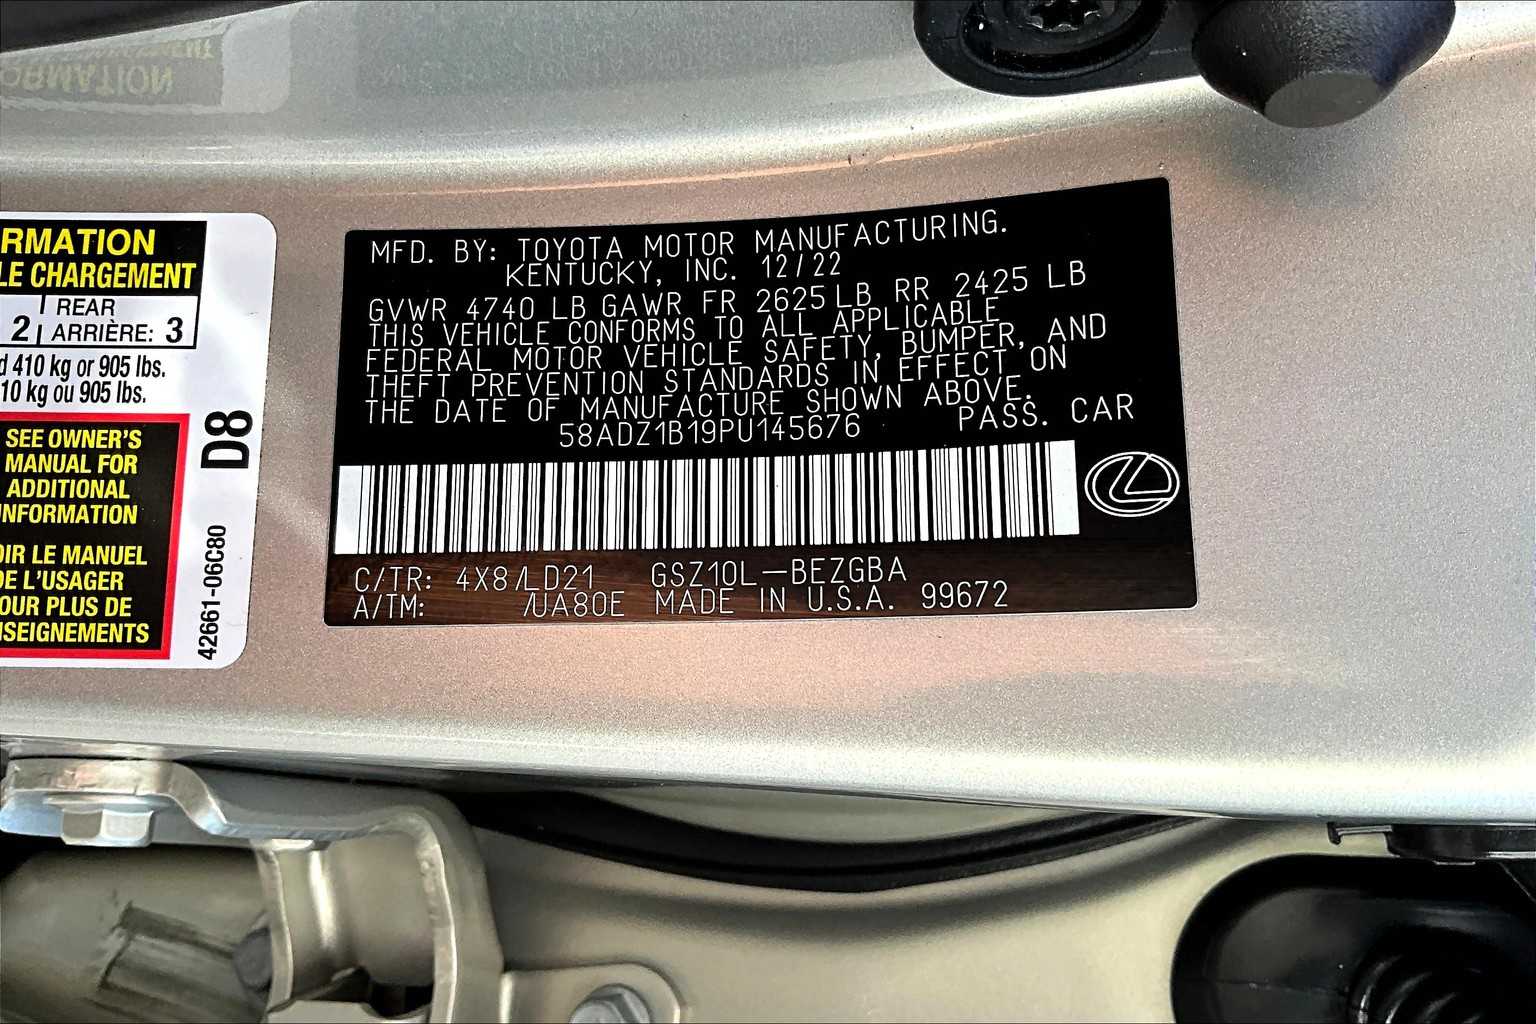 RMATION
LE CHARGEMENT
REAR
2 ARRIÈRE: 3
d 410 kg or 905 lbs.
10 kg ou 905 lbs.
SEE OWNER'S
MANUAL FOR
ADDITIONAL
INFORMATION
OIR LE MANUEL
DE L'USAGER
POUR PLUS DE
NSEIGNEMENTS
D8
42661-06C80
MFD. BY: TOYOTA MOTOR MANUFACTURING.
KENTUCKY, INC. 12/22
GVWR 4740 LB GAWR FR 2625 LB RR 2425 LB
THIS VEHICLE CONFORMS TO ALL APPLICABLE
FEDERAL MOTOR VEHICLE SAFETY, BUMPER, AND
THEFT PREVENTION STANDARDS IN EFFECT ON
THE DATE OF MANUFACTURE SHOWN ABOVE.
58ADZ1B19PU145676 PASS. CAR
C/TR: 4X8/LD21 GSZ10L-BEZGBA
A/TM: /UA80E MADE IN U.S.A. 99672